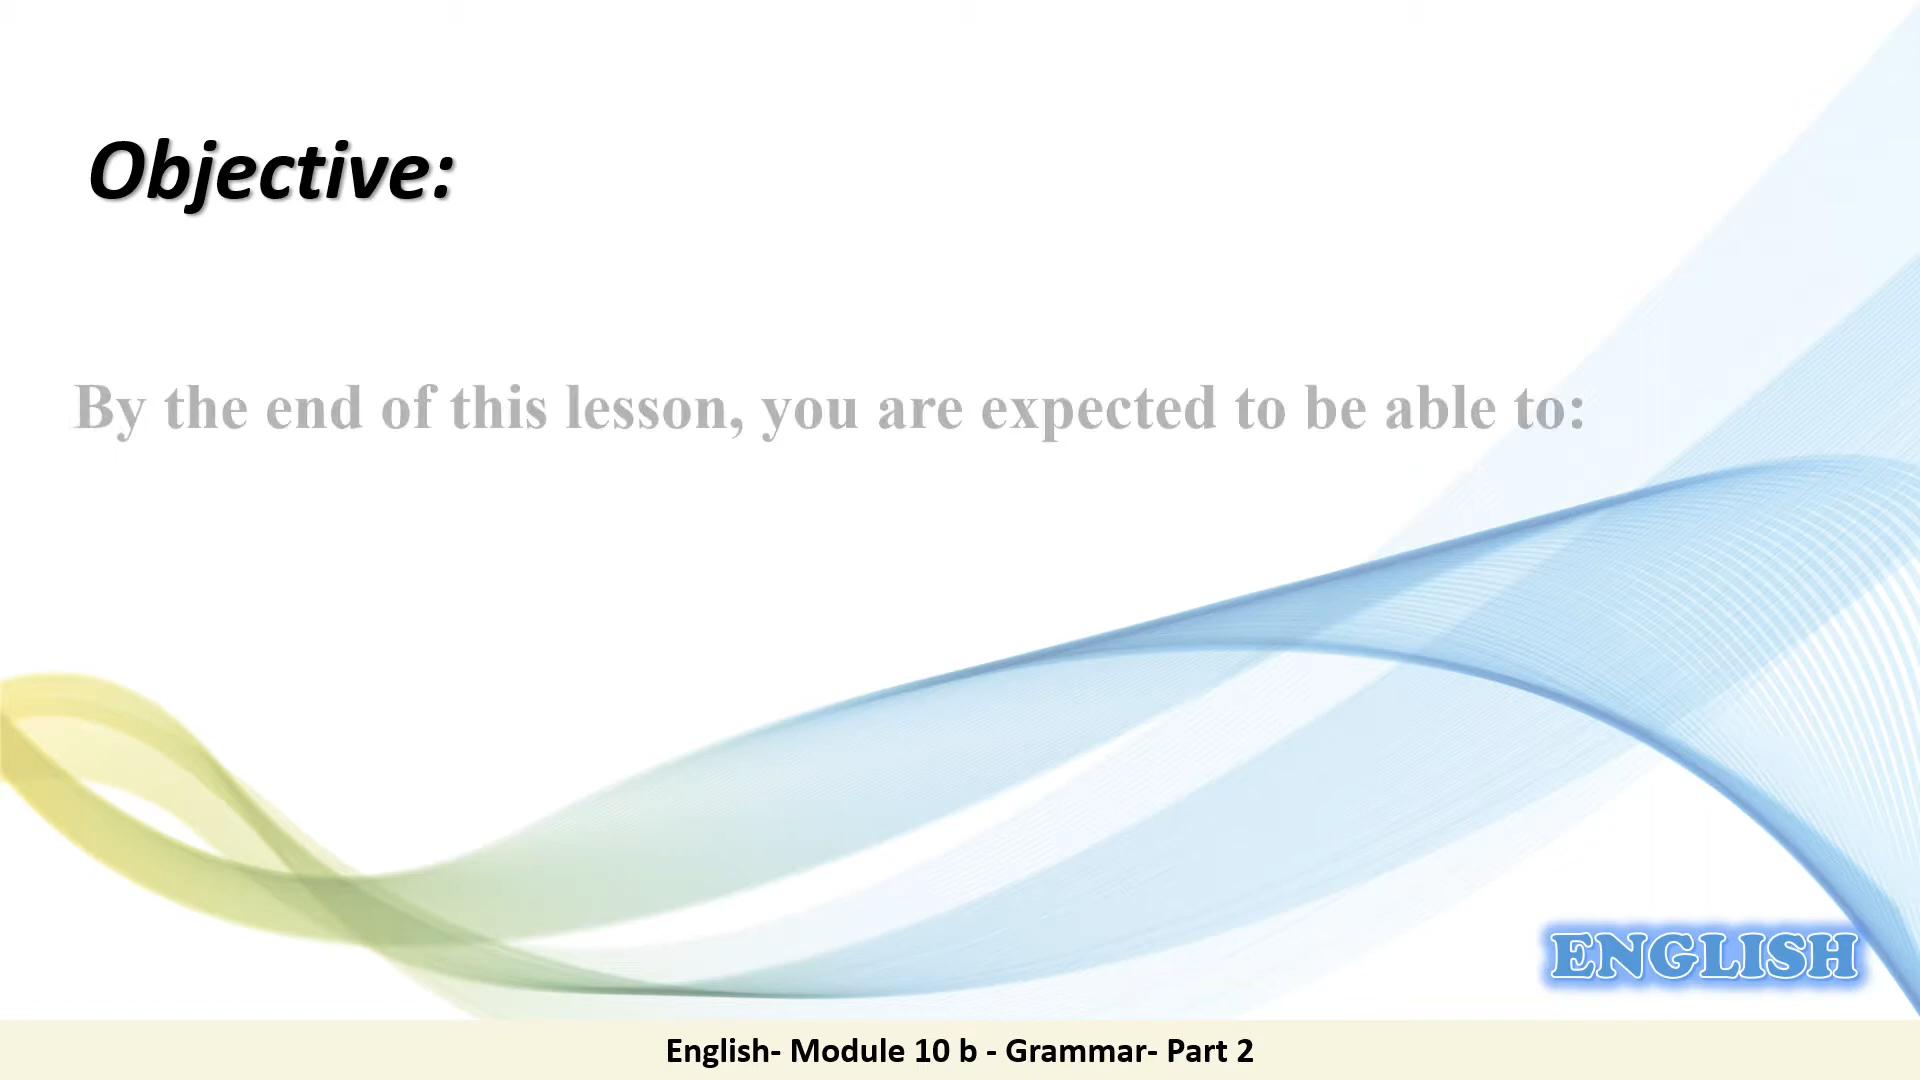 Objective:
By the end of this lesson, you are expected to be able to:
ENGLISH
English- Module 10 b - Grammar- Part 2